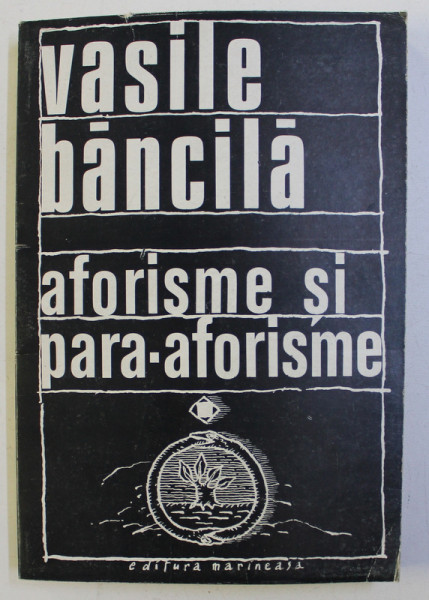 vasile
băncilă
aforisme și
para-aforisme
editura marineasa